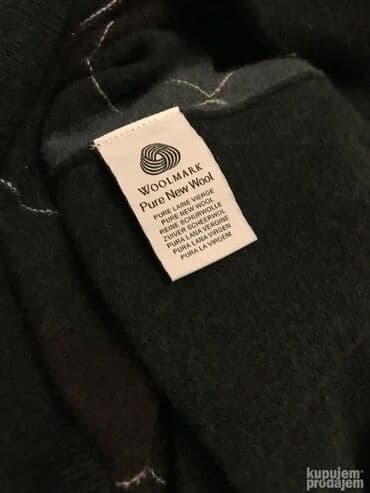 WOOLMARK
Pure New Wool
PURE LAINE VIERGE
PURE NEW WOOL
REINE SCHURWOLLE
ZUIVER SCHEERWOL
PURA LANA VERGINE
PURA LANA VIRGEN
PURA LÃ VIRGEM
kupujem
prodajem